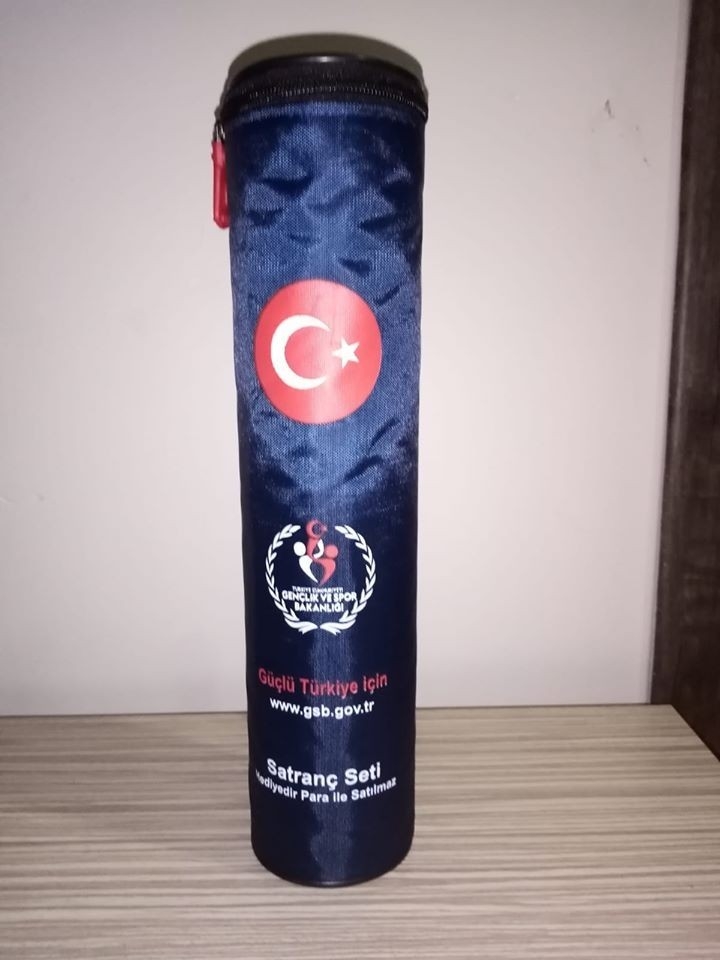 TÜRKİYE CUMHURİYETİ
GENÇLİK VE SPOR
BAKANLIĞI
Güçlü Türkiye için
www.gsb.gov.tr
Satranç Seti
Hediyedir Para ile Satılmaz